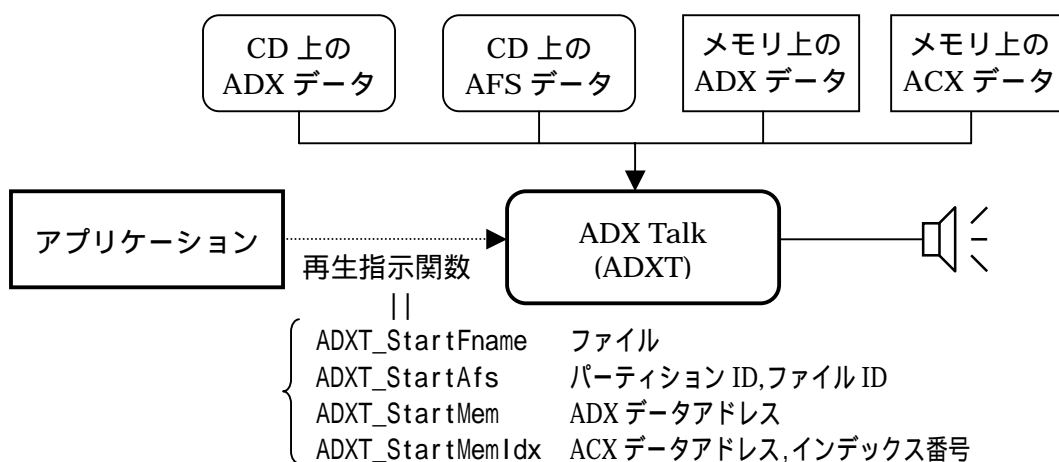 CD 上の
ADX データ
CD 上の
AFS データ
メモリ上の
ADX データ
メモリ上の
ACX データ
アプリケーション
再生指示関数
||
ADX Talk
(ADXT)
ADXT_StartFname ファイル
ADXT_StartAfs パーティション ID,ファイル ID
ADXT_StartMem ADX データアドレス
ADXT_StartMemIdx ACX データアドレス,インデックス番号